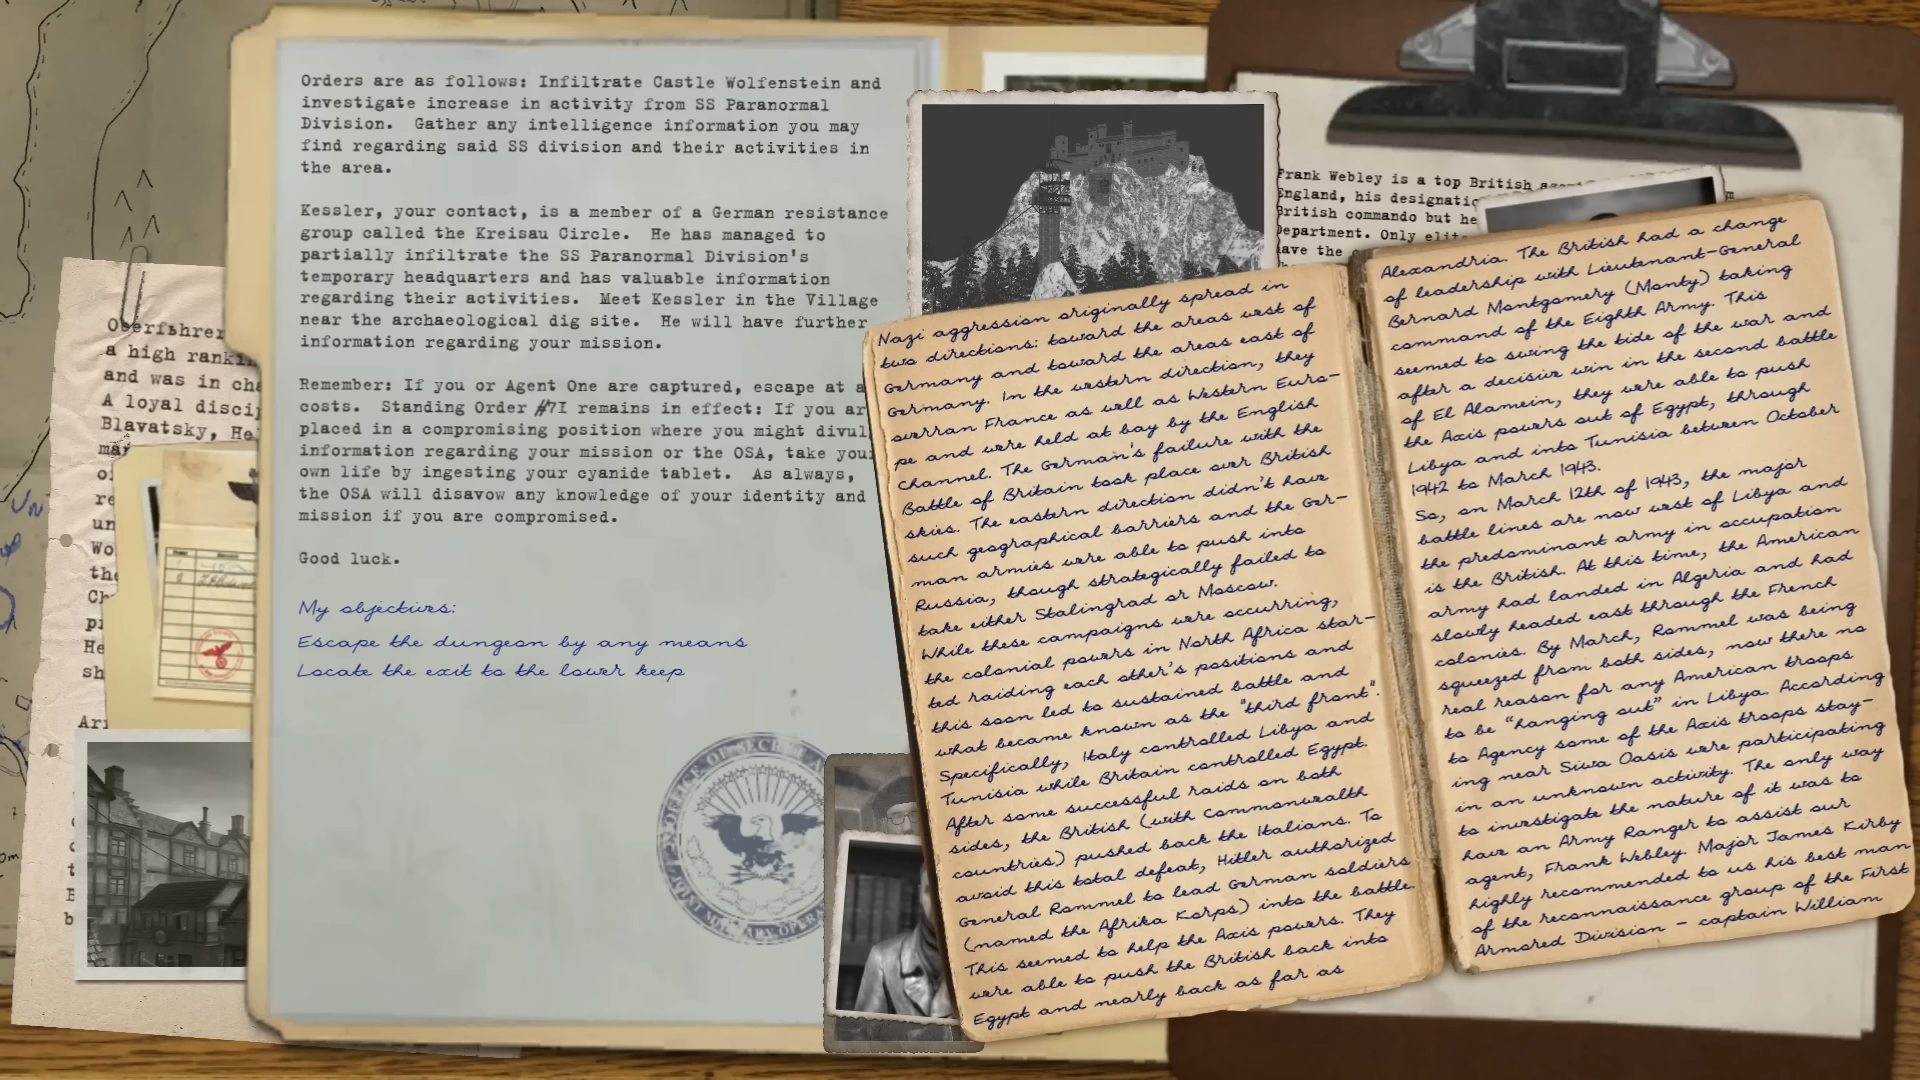 Orders are as follows: Infiltrate Castle Wolfenstein and
investigate increase in activity from SS Paranormal
Division. Gather any intelligence information you may
find regarding said SS division and their activities in
the area.
Kessler, your contact, is a member of a German resistance
group called the Kreisau Circle. He has managed to
partially infiltrate the SS Paranormal Division's
temporary headquarters and has valuable information
regarding their activities. Meet Kessler in the Village
near the archaeological dig site. He will have further
information regarding your mission.
Remember: If you or Agent One are captured, escape at a
costs. Standing Order #7I remains in effect: If you ar
placed in a compromising position where you might divul
information regarding your mission or the OSA, take you
own life by ingesting your cyanide tablet. As always,
the OSA will disavow any knowledge of your identity and
mission if you are compromised.
Good luck.
My objectives:
Escape the dungeon by any means
Locate the exit to the lower keep
a high ranki
and was in cha
A loyal disci
Blavatsky, He
ma
o
re
un
Wo
the
Ch
p
He
sh
Ar
Frank Webley is a top British
England, his designatio
British commando but he
Department. Only elit
have the
Nazi aggression originally spread in
two directions: toward the areas west of
Germany and toward the areas east of
Germany. In the western direction, they
overran France as well as Western Euro-
pe and were held at bay by the English
Channel. The German's failure with the
Battle of Britain took place over British
skies. The eastern direction didn't have
such geographical barriers and the Ger-
man armies were able to push into
Russia, though strategically failed to
take either Stalingrad or Moscow.
While these campaigns were occurring,
the colonial powers in North Africa star-
ted raiding each other's positions and
this soon led to sustained battle and
what became known as the "third front".
Specifically, Italy controlled Libya and
Tunisia while Britain controlled Egypt.
After some successful raids on both
sides, the British (with Commonwealth
countries) pushed back the Italians. To
avoid this total defeat, Hitler authorized
General Rommel to lead German soldiers
(named the Afrika Korps) into the battle.
This seemed to help the Axis powers. They
were able to push the British back into
Egypt and nearly back as far as
Alexandria. The British had a change
of leadership with Lieutenant-General
Bernard Montgomery (Monty) taking
command of the Eighth Army. This
seemed to swing the tide of the war and
after a decisive win in the second battle
of El Alamein, they were able to push
the Axis powers out of Egypt, through
Libya and into Tunisia between October
1942 to March 1943.
So, on March 12th of 1943, the major
battle lines are now west of Libya and
the predominant army in occupation
is the British. At this time, the American
army had landed in Algeria and had
slowly headed east through the French
colonies. By March, Rommel was being
squeezed from both sides, now there no
real reason for any American troops
to be "hanging out" in Libya. According
to Agency some of the Axis troops stay-
ing near Siwa Oasis were participating
in an unknown activity. The only way
to investigate the nature of it was to
have an Army Ranger to assist our
agent, Frank Webley. Major James Kirby
highly recommended to us his best man
of the reconnaissance group of the First
Armored Division - captain William